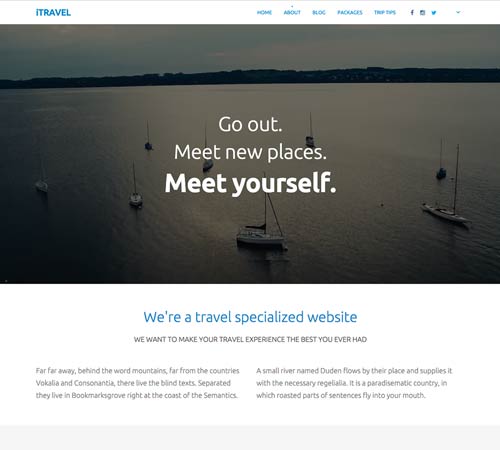 iTRAVEL
HOME ABOUT BLOG PACKAGES TRIP TIPS
Go out.
Meet new places.
Meet yourself.
We're a travel specialized website
WE WANT TO MAKE YOUR TRAVEL EXPERIENCE THE BEST YOU EVER HAD
Far far away, behind the word mountains, far from the countries
Vokalia and Consonantia, there live the blind texts. Separated
they live in Bookmarksgrove right at the coast of the Semantics.
A small river named Duden flows by their place and supplies it
with the necessary regelialia. It is a paradisematic country, in
which roasted parts of sentences fly into your mouth.